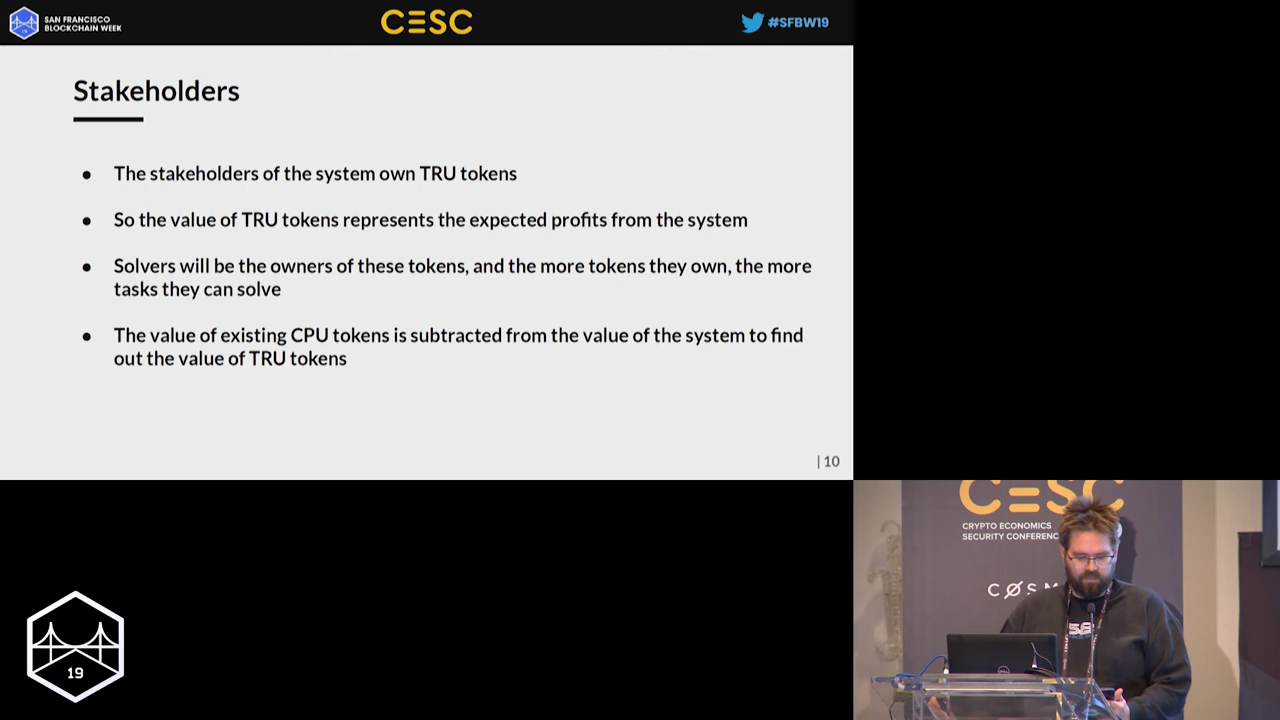 SAN FRANCISCO
BLOCKCHAIN WEEK
19
CESC
#SFBW19
Stakeholders
● The stakeholders of the system own TRU tokens
● So the value of TRU tokens represents the expected profits from the system
● Solvers will be the owners of these tokens, and the more tokens they own, the more
tasks they can solve
● The value of existing CPU tokens is subtracted from the value of the system to find
out the value of TRU tokens
| 10
19
CESC
CRYPTO ECONOMICS
SECURITY CONFERENC
CØSM
DELL